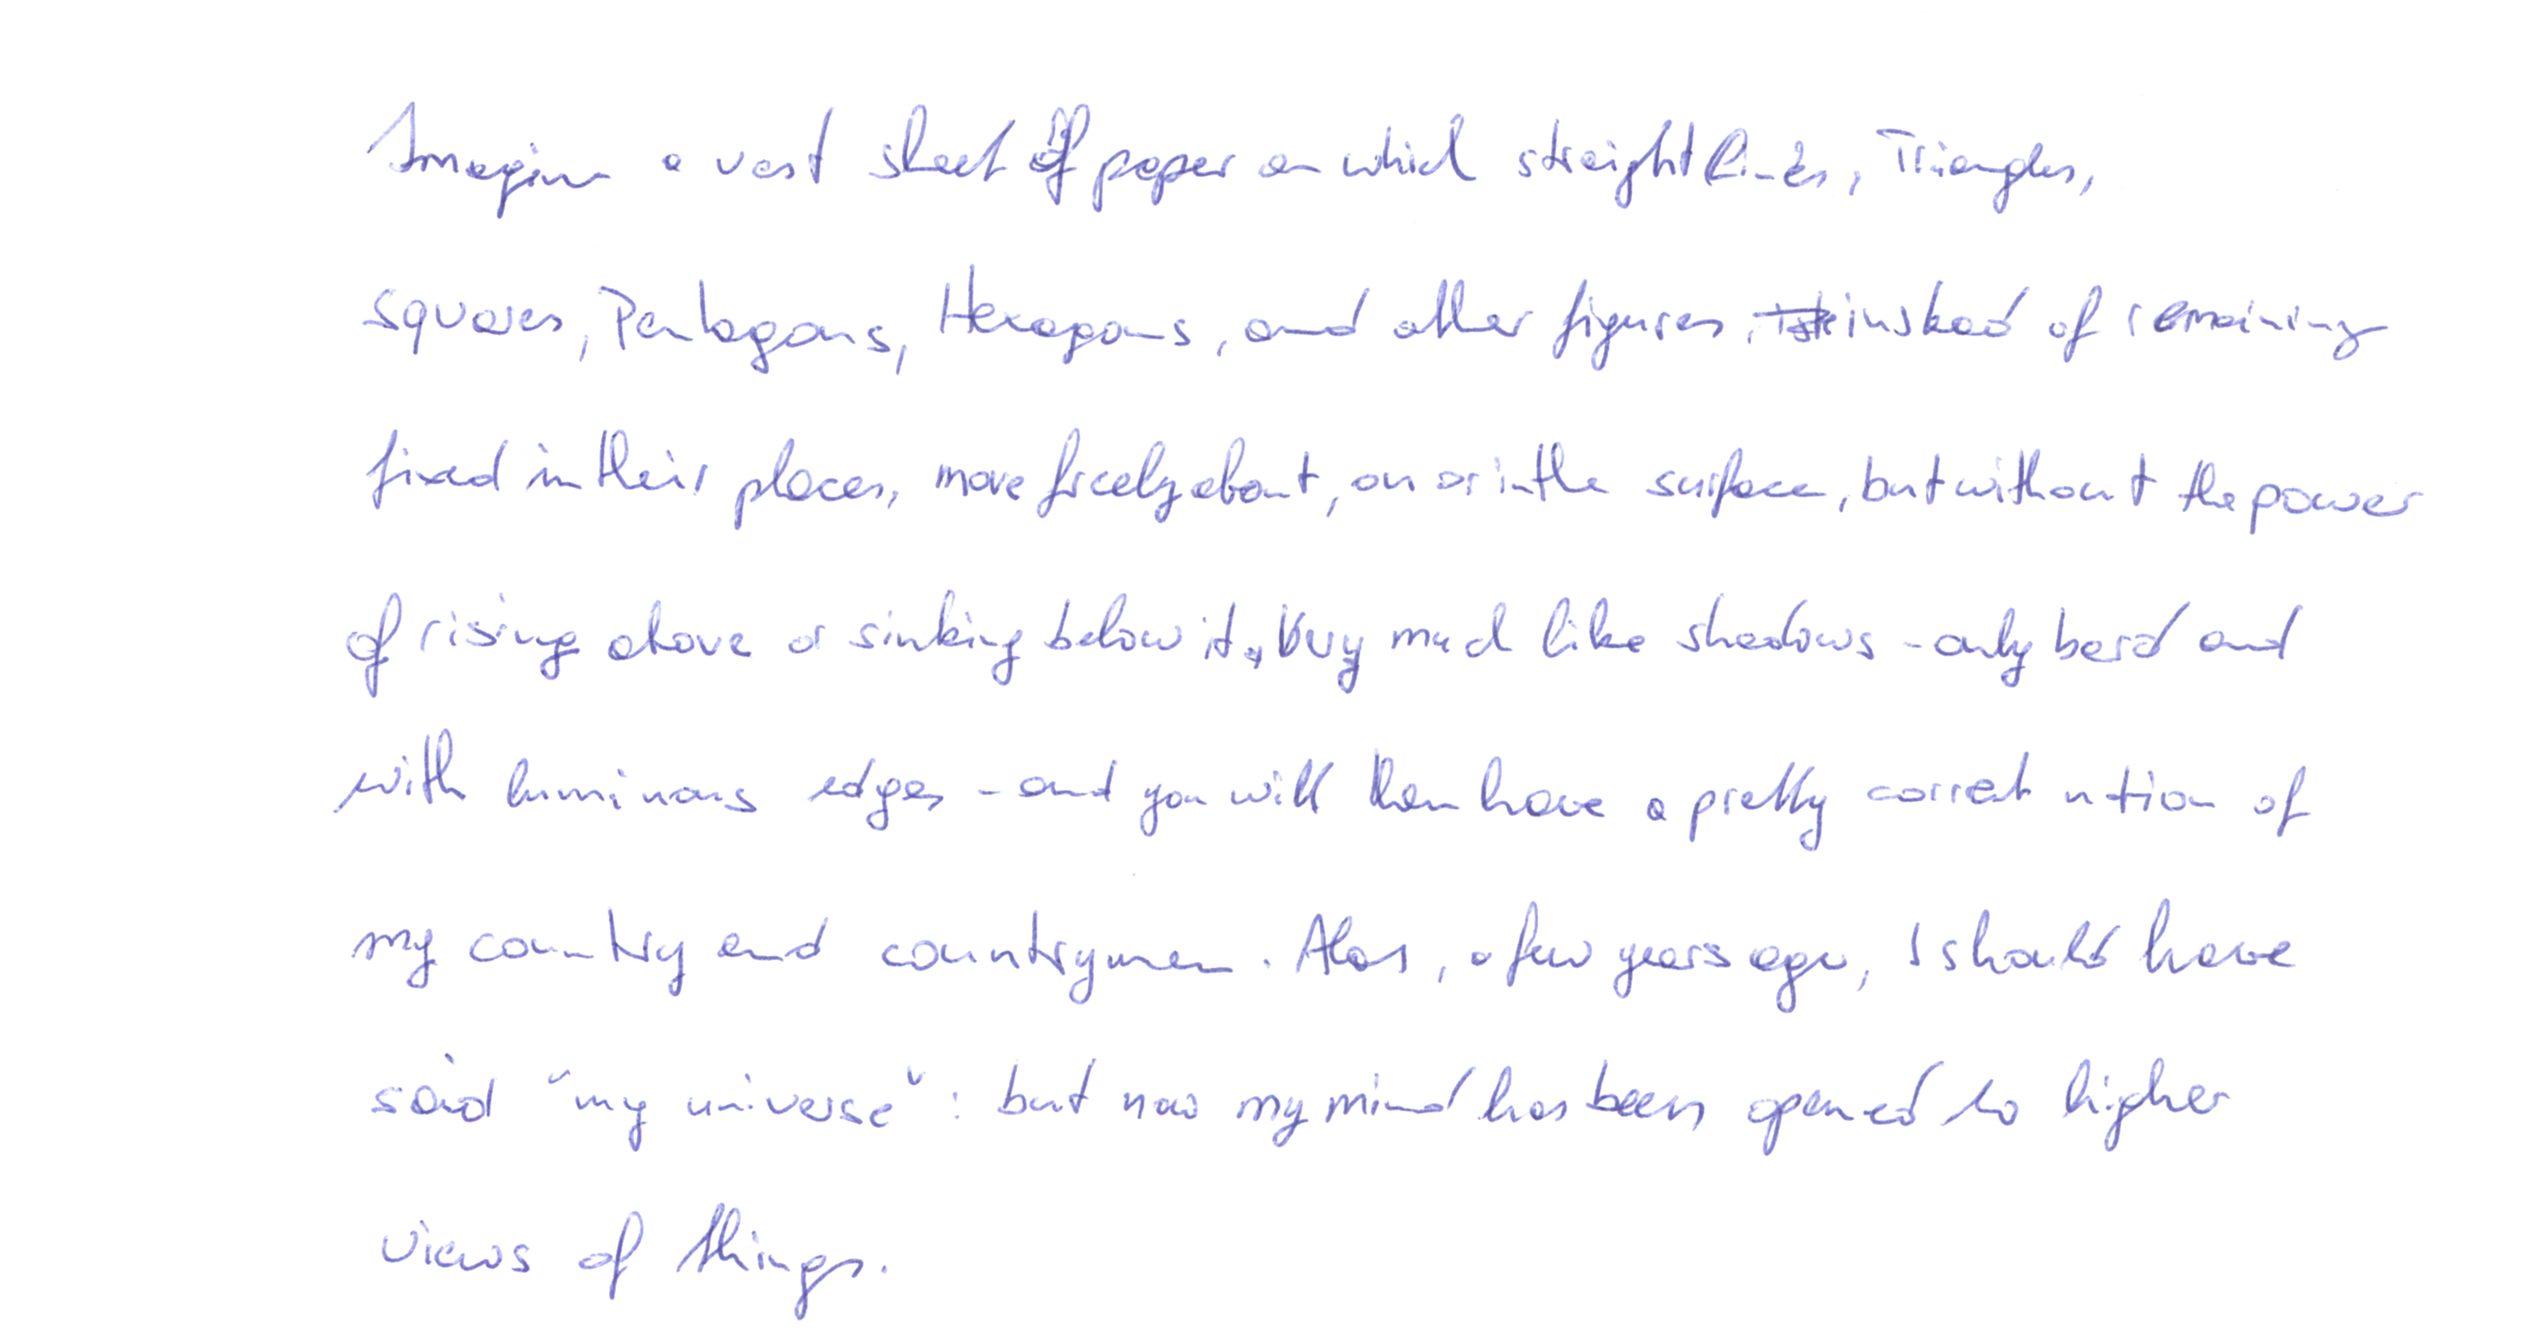 Imagine a vast sheet of paper on which straight lines, Triangles,
squares, Pentagons, Hexagons, and other figures, instead of remaining
fixed in their places, move freely about, on or in the surface, but without the power
of rising above or sinking below it, very much like shadows - only hard and
with luminous edges - and you will then have a pretty correct notion of
my country and countrymen. Alas, a few years ago, I should have
said "my universe": but now my mind has been opened to higher
views of things.